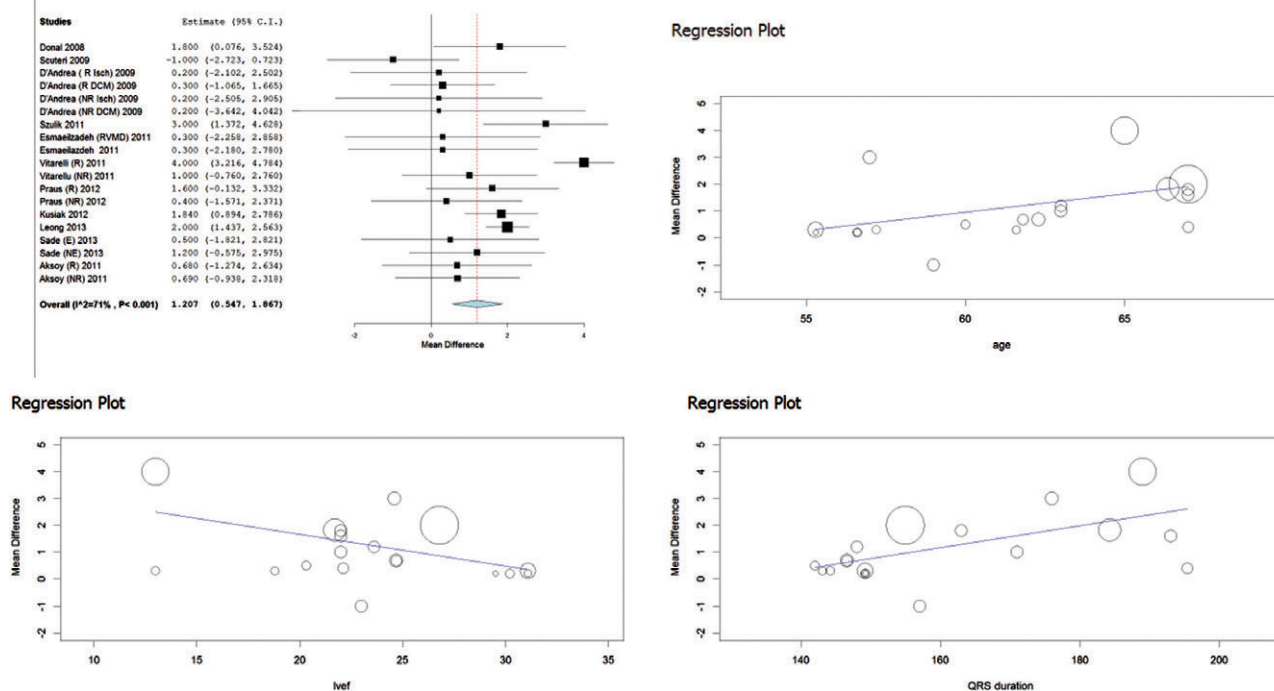 Studies Estimate (95% C.I.)
Donal 2008 1.800 (0.076, 3.524)
Scuteri 2009 -1.000 (-2.723, 0.723)
D'Andrea ( R Isch) 2009 0.200 (-2.102, 2.502)
D'Andrea (R DCM) 2009 0.300 (-1.065, 1.665)
D'Andrea (NR Isch) 2009 0.200 (-2.505, 2.905)
D'Andrea (NR DCM) 2009 0.200 (-3.642, 4.042)
Szulik 2011 3.000 (1.372, 4.628)
Esmaeilzadeh (RVMD) 2011 0.300 (-2.258, 2.858)
Esmaeilazdeh 2011 0.300 (-2.180, 2.780)
Vitarelli (R) 2011 4.000 (3.216, 4.784)
Vitarellu (NR) 2011 1.000 (-0.760, 2.760)
Praus (R) 2012 1.600 (-0.132, 3.332)
Praus (NR) 2012 0.400 (-1.571, 2.371)
Kusiak 2012 1.840 (0.894, 2.786)
Leong 2013 2.000 (1.437, 2.563)
Sade (E) 2013 0.500 (-1.821, 2.821)
Sade (NE) 2013 1.200 (-0.575, 2.975)
Aksoy (R) 2011 0.680 (-1.274, 2.634)
Aksoy (NR) 2011 0.690 (-0.938, 2.318)
Overall (I^2=71% , P< 0.001) 1.207 (0.547, 1.867)
-2 0 2 4
Mean Difference
Regression Plot
Mean Difference
5
4
3
2
1
0
-1
-2
55 60 65
age
Regression Plot
Mean Difference
5
4
3
2
1
0
-1
-2
10 15 20 25 30 35
lvef
Regression Plot
Mean Difference
5
4
3
2
1
0
-1
-2
140 160 180 200
QRS duration